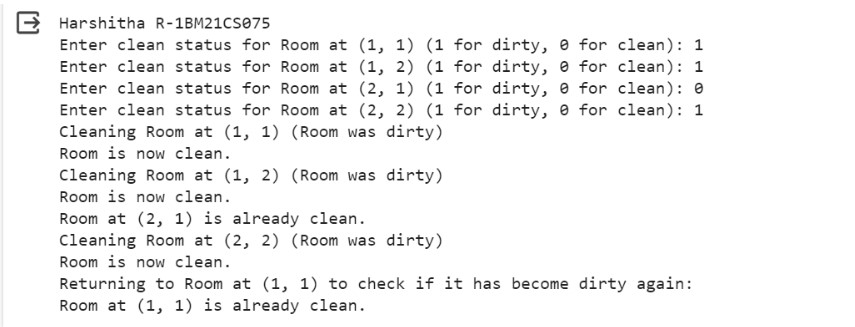 Harshitha R-1BM21CS075
Enter clean status for Room at (1, 1) (1 for dirty, 0 for clean): 1
Enter clean status for Room at (1, 2) (1 for dirty, 0 for clean): 1
Enter clean status for Room at (2, 1) (1 for dirty, 0 for clean): 0
Enter clean status for Room at (2, 2) (1 for dirty, 0 for clean): 1
Cleaning Room at (1, 1) (Room was dirty)
Room is now clean.
Cleaning Room at (1, 2) (Room was dirty)
Room is now clean.
Room at (2, 1) is already clean.
Cleaning Room at (2, 2) (Room was dirty)
Room is now clean.
Returning to Room at (1, 1) to check if it has become dirty again:
Room at (1, 1) is already clean.